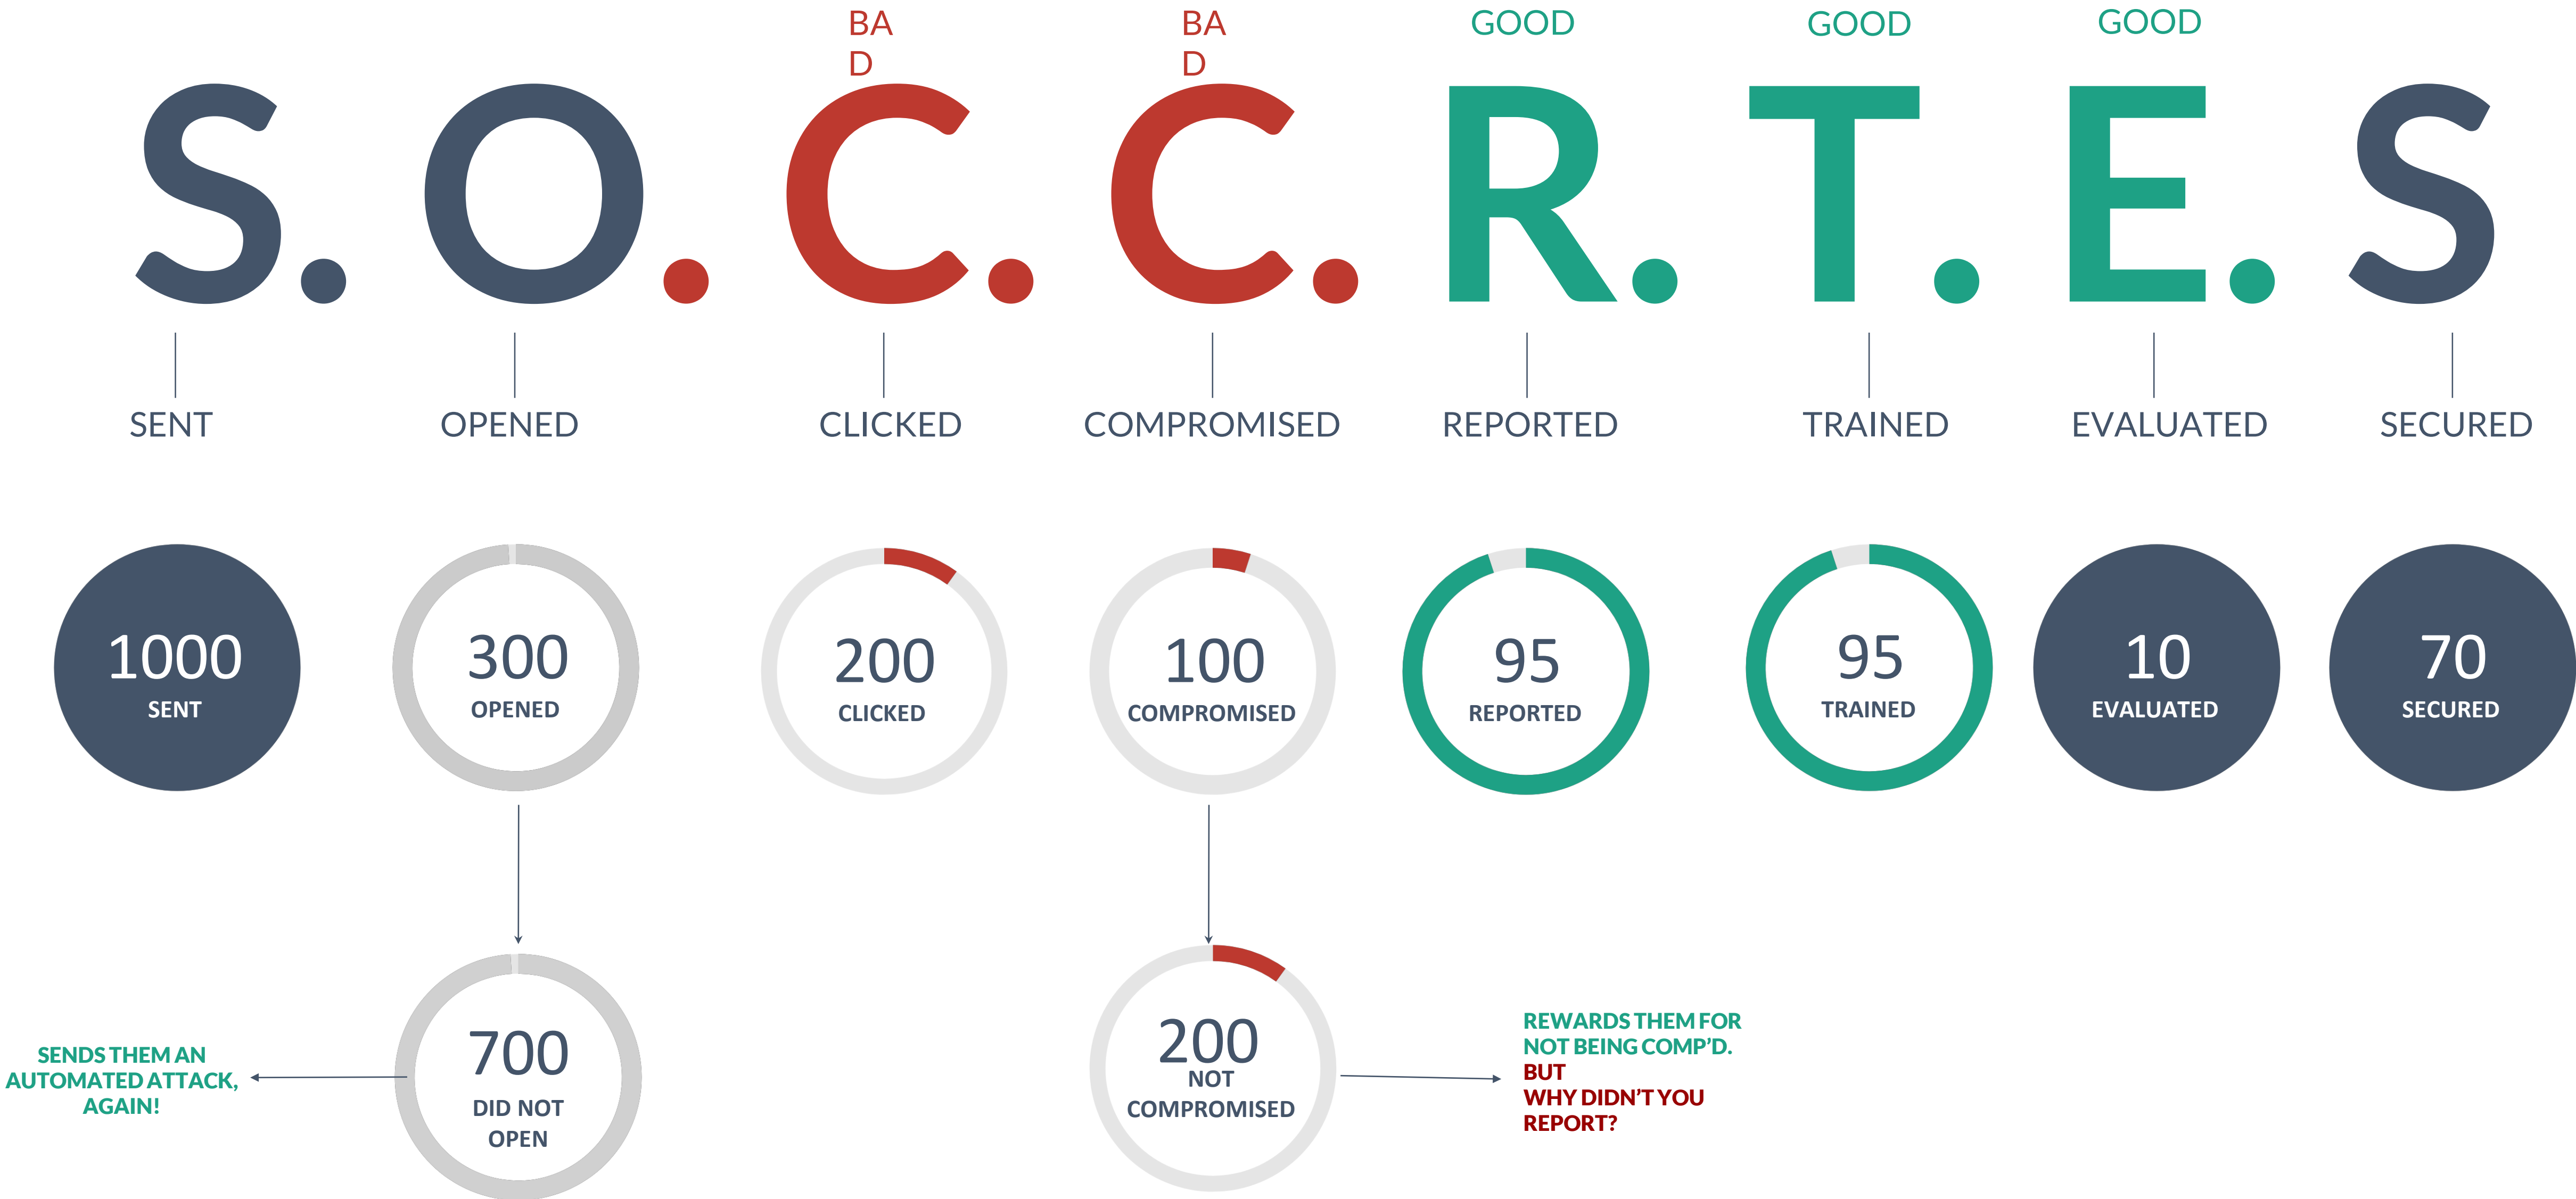 BA
D
BA
D
GOOD
GOOD
GOOD
S.O.C.C.R.T.E.S
SENT
OPENED
CLICKED
COMPROMISED
REPORTED
TRAINED
EVALUATED
SECURED
1000
SENT
300
OPENED
200
CLICKED
100
COMPROMISED
95
REPORTED
95
TRAINED
10
EVALUATED
70
SECURED
SENDS THEM AN
AUTOMATED ATTACK,
AGAIN!
700
DID NOT
OPEN
200
NOT
COMPROMISED
REWARDS THEM FOR
NOT BEING COMP'D.
BUT
WHY DIDN'T YOU
REPORT?